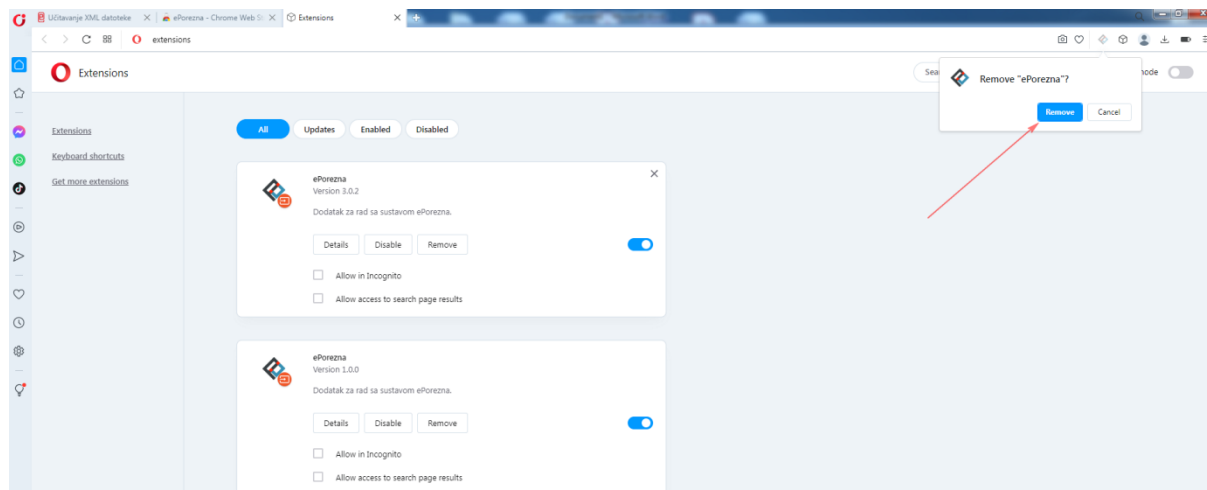 Učitavanje XML datoteke
ePorezna - Chrome Web St
Extensions
extensions
Extensions
Sea
node
Remove "ePorezna"?
Remove
Cancel
Extensions
Keyboard shortcuts
Get more extensions
All
Updates
Enabled
Disabled
ePorezna
Version 3.0.2
Dodatak za rad sa sustavom ePorezna.
Details
Disable
Remove
Allow in Incognito
Allow access to search page results
ePorezna
Version 1.0.0
Dodatak za rad sa sustavom ePorezna.
Details
Disable
Remove
Allow in Incognito
Allow access to search page results